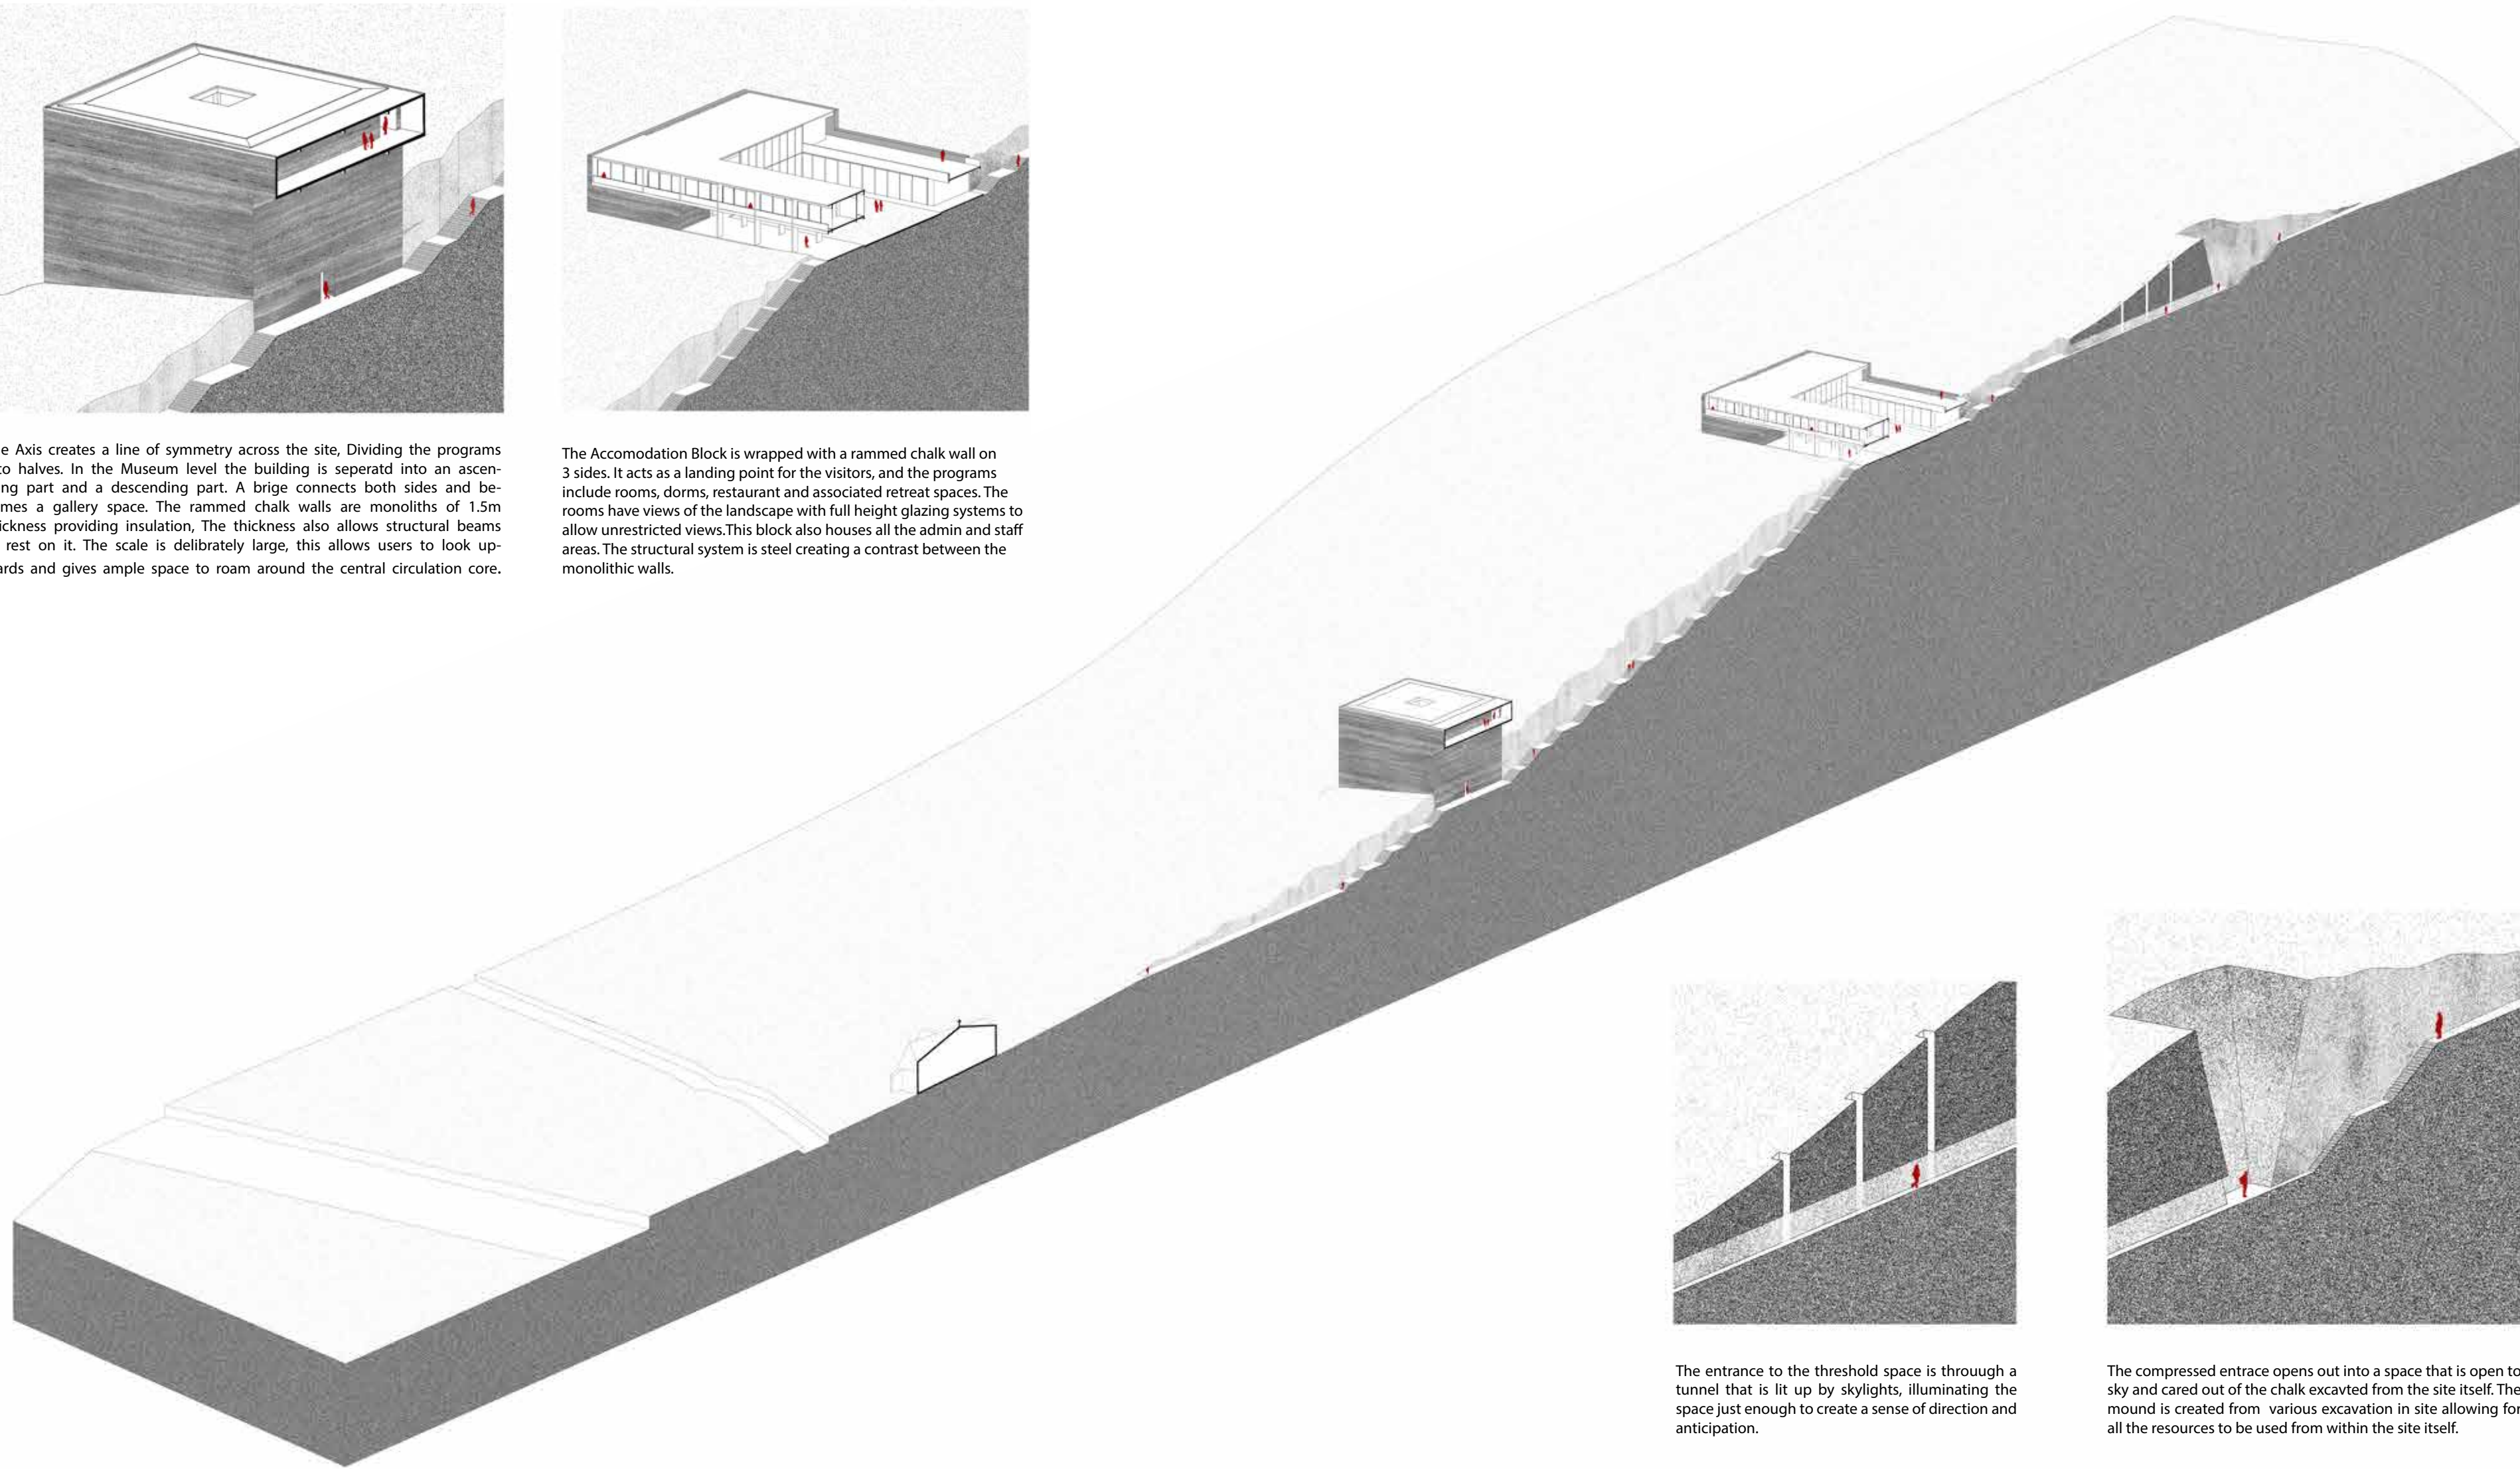 e Axis creates a line of symmetry across the site, Dividing the programs
to halves. In the Museum level the building is seperatd into an ascen-
ng part and a descending part. A brige connects both sides and be-
mes a gallery space. The rammed chalk walls are monoliths of 1.5m
ickness providing insulation, The thickness also allows structural beams
rest on it. The scale is delibrately large, this allows users to look up-
ards and gives ample space to roam around the central circulation core.
The Accomodation Block is wrapped with a rammed chalk wall on
3 sides. It acts as a landing point for the visitors, and the programs
include rooms, dorms, restaurant and associated retreat spaces. The
rooms have views of the landscape with full height glazing systems to
allow unrestricted views.This block also houses all the admin and staff
areas. The structural system is steel creating a contrast between the
monolithic walls.
The entrance to the threshold space is throuugh a
tunnel that is lit up by skylights, illuminating the
space just enough to create a sense of direction and
anticipation.
The compressed entrace opens out into a space that is open to
sky and cared out of the chalk excavted from the site itself. The
mound is created from various excavation in site allowing for
all the resources to be used from within the site itself.